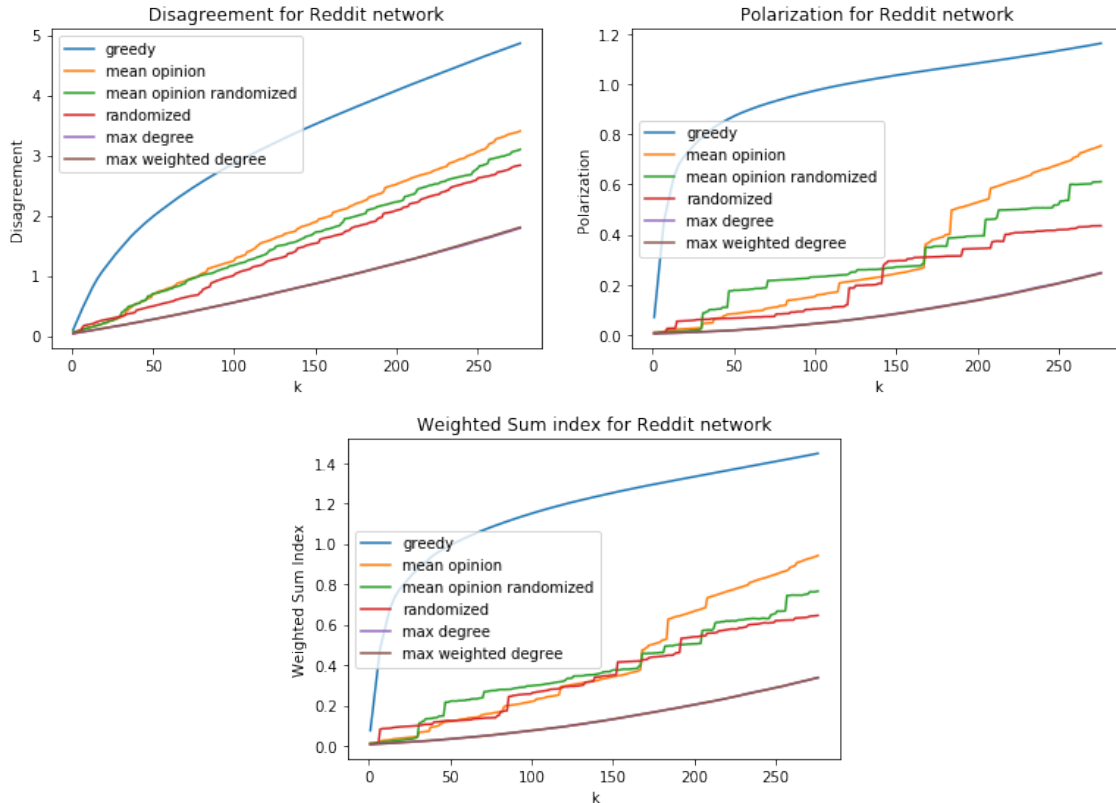 Disagreement for Reddit network
5
4
3
2
1
0
Disagreement
greedy
mean opinion
mean opinion randomized
randomized
max degree
max weighted degree
0 50 100 150 200 250
k
Polarization for Reddit network
1.2
1.0
0.8
0.6
0.4
0.2
0.0
Polarization
greedy
mean opinion
mean opinion randomized
randomized
max degree
max weighted degree
0 50 100 150 200 250
k
Weighted Sum index for Reddit network
1.4
1.2
1.0
0.8
0.6
0.4
0.2
0.0
Weighted Sum Index
greedy
mean opinion
mean opinion randomized
randomized
max degree
max weighted degree
0 50 100 150 200 250
k